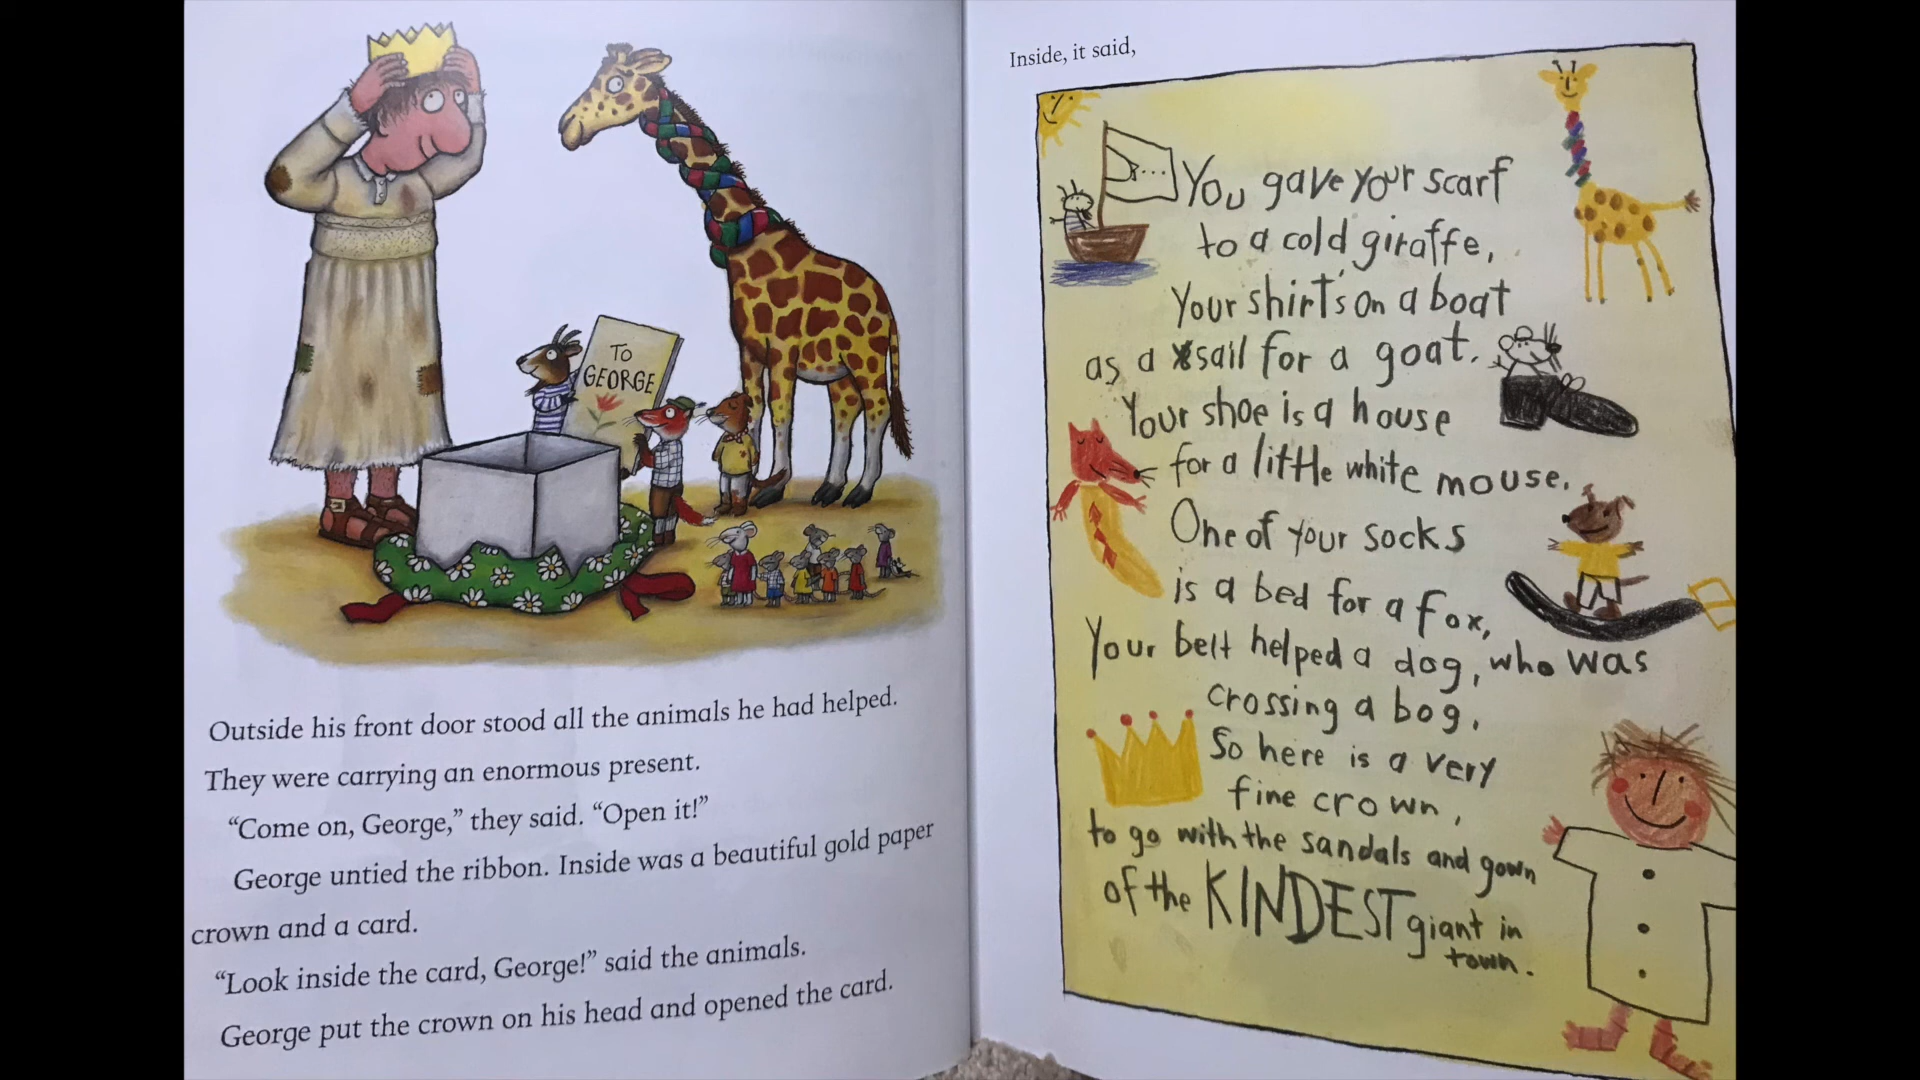 TO
GEORGE
Outside his front door stood all the animals he had helped.
They were carrying an enormous present.
“Come on, George,” they said. “Open it!”
George untied the ribbon. Inside was a beautiful gold paper
crown and a card.
“Look inside the card, George!” said the animals.
George put the crown on his head and opened the card.
Inside, it said,
You gave your scarf
to a cold giraffe,
Your shirt's on a boat
as a sail for a goat.
Your shoe is a house
for a little white mouse.
One of your socks
is a bed for a fox,
Your belt helped a dog, who was
crossing a bog.
So here is a very
fine crown,
to go with the sandals and gown
of the KINDEST giant in
town.